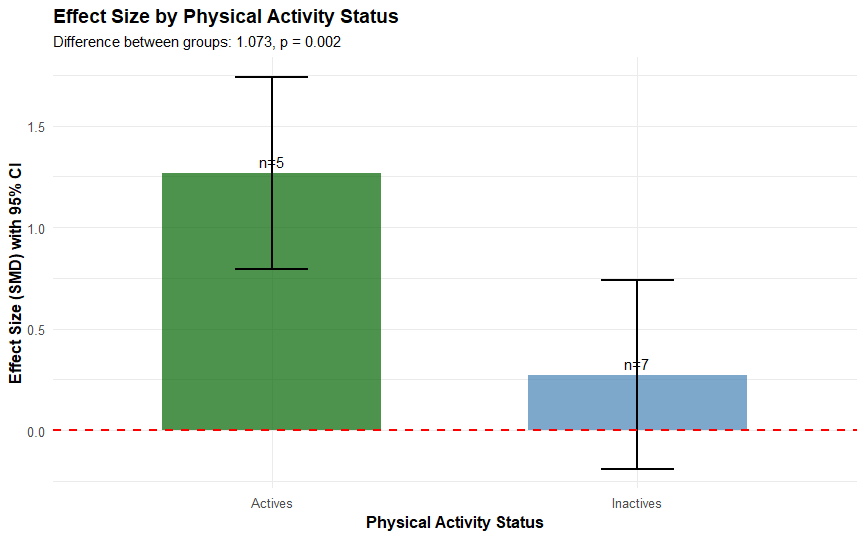 Effect Size by Physical Activity Status
Difference between groups: 1.073, p = 0.002
Effect Size (SMD) with 95% CI
1.5
1.0
0.5
0.0
n=5
n=7
Actives
Inactives
Physical Activity Status